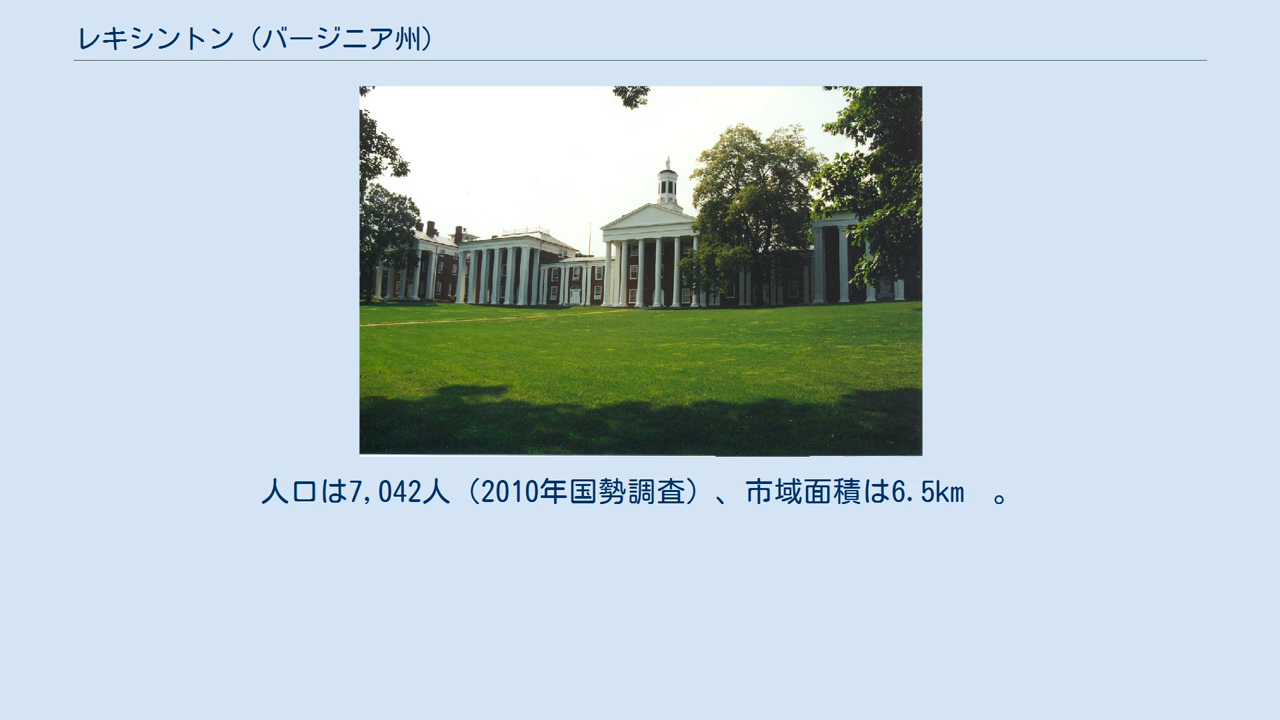 レキシントン（バージニア州）
人口は7,042人（2010年国勢調査）、市域面積は6.5km　。